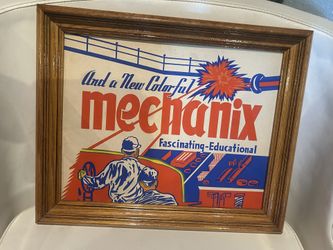 And a New Colorful
mechanix
Fascinating-Educational